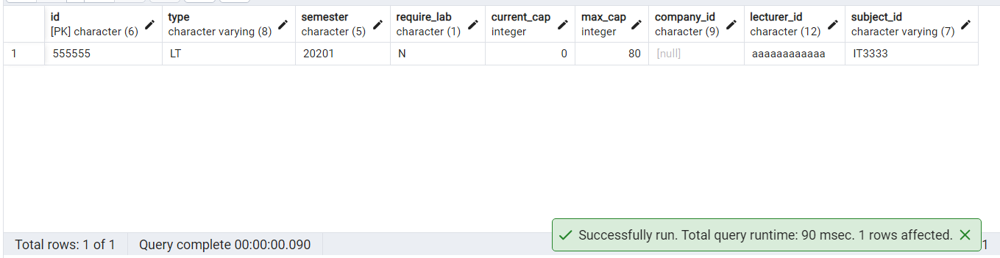 id type semester require_lab current_cap max_cap company_id lecturer_id subject_id
[PK] character (6) character varying (8) character (5) character (1) integer integer character (9) character (12) character varying (7)
1 555555 LT 20201 N 0 80 [null] aaaaaaaaaaaa IT3333
Successfully run. Total query runtime: 90 msec. 1 rows affected.
Total rows: 1 of 1 Query complete 00:00:00.090 1